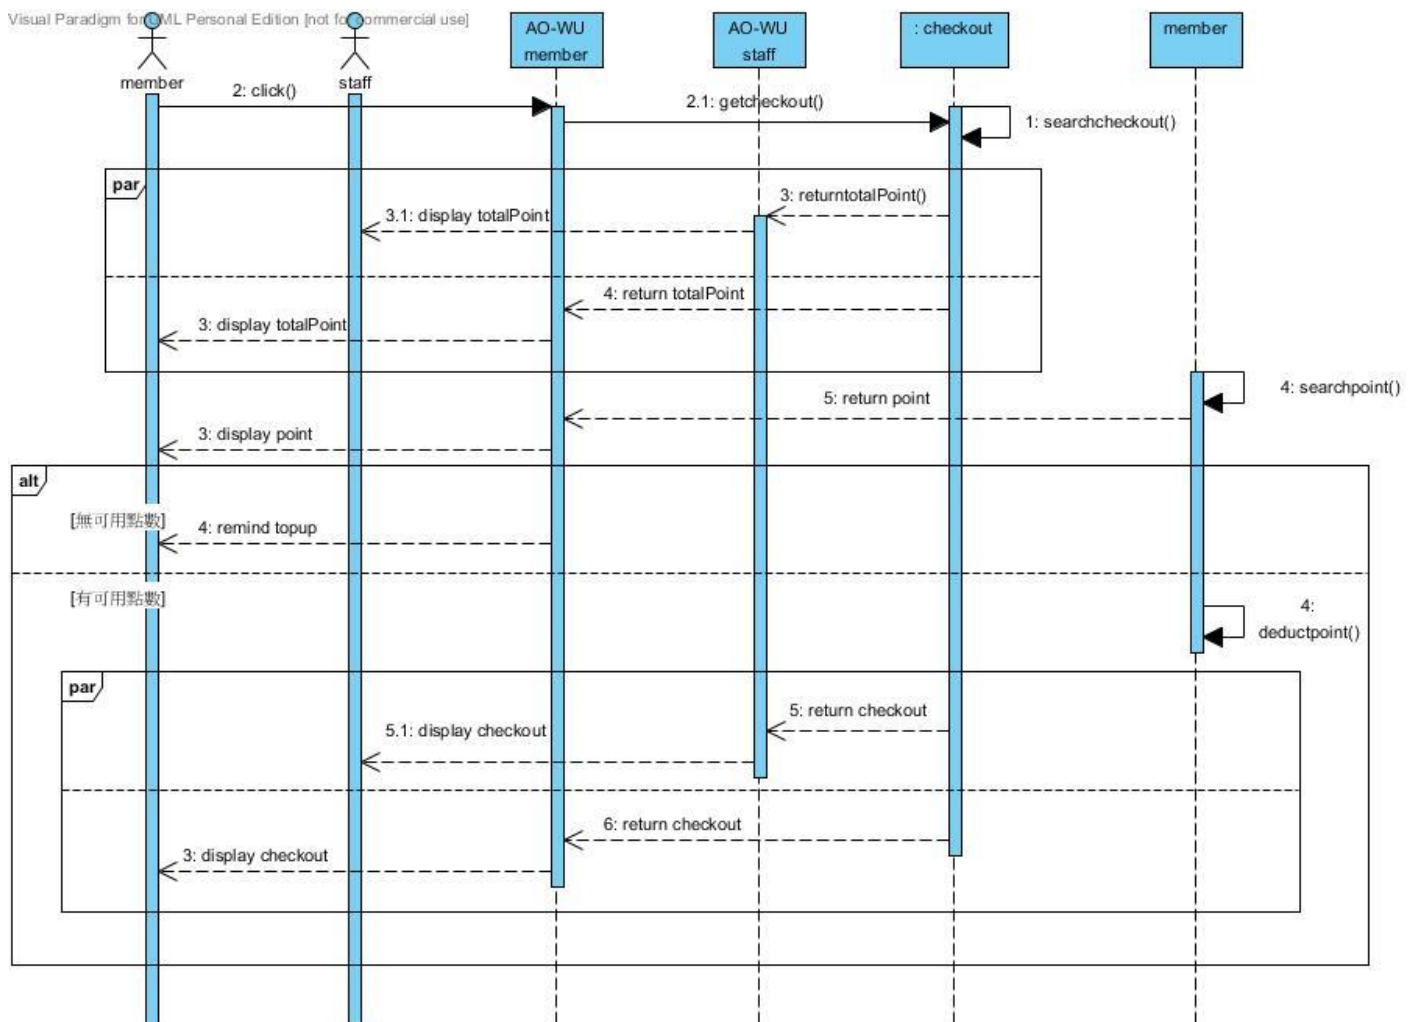 Visual Paradigm for UML Personal Edition [not for commercial use]
AO-WU
member
AO-WU
staff
: checkout
member
member
staff
2: click()
2.1: getcheckout()
1: searchcheckout()
par
3: returntotalPoint()
3.1: display totalPoint
4: return totalPoint
3: display totalPoint
4: searchpoint()
5: return point
3: display point
alt
[無可用點數]
4: remind topup
[有可用點數]
4:
deductpoint()
par
5: return checkout
5.1: display checkout
6: return checkout
3: display checkout